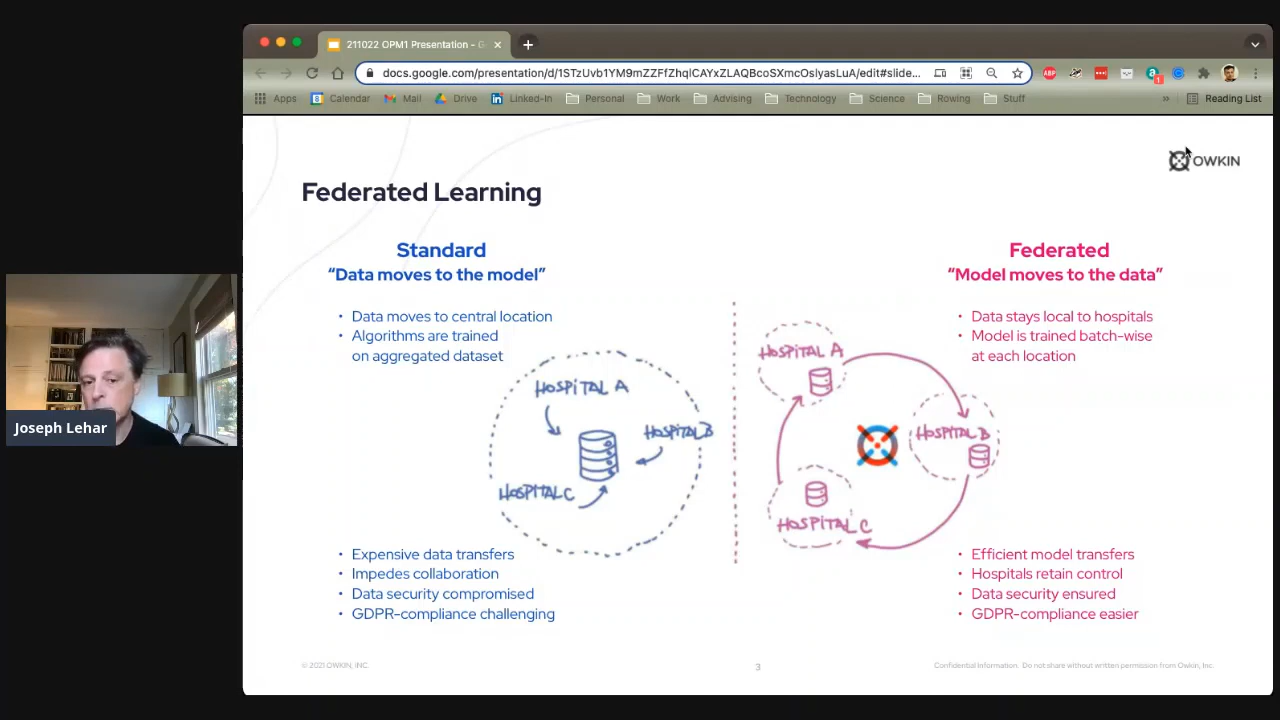 211022 OPM1 Presentation - G
docs.google.com/presentation/d/1STzUvb1YM9mZZFfZhqlCAYxZLAQBcoSXmcOslyasLuA/edit#slide...
Apps Calendar Mail Drive Linked-In Personal Work Advising Technology Science Rowing Stuff » Reading List
OWKIN
Federated Learning
Standard
“Data moves to the model”
• Data moves to central location
• Algorithms are trained
on aggregated dataset
HOSPITAL A
HOSPITAL B
HOSPITAL C
• Expensive data transfers
• Impedes collaboration
• Data security compromised
• GDPR-compliance challenging
Federated
“Model moves to the data”
• Data stays local to hospitals
• Model is trained batch-wise
at each location
HOSPITAL A
HOSPITAL B
HOSPITAL C
• Efficient model transfers
• Hospitals retain control
• Data security ensured
• GDPR-compliance easier
© 2021 OWKIN, INC.
3
Confidential Information. Do not share without written permission from Owkin, Inc.
Joseph Lehar